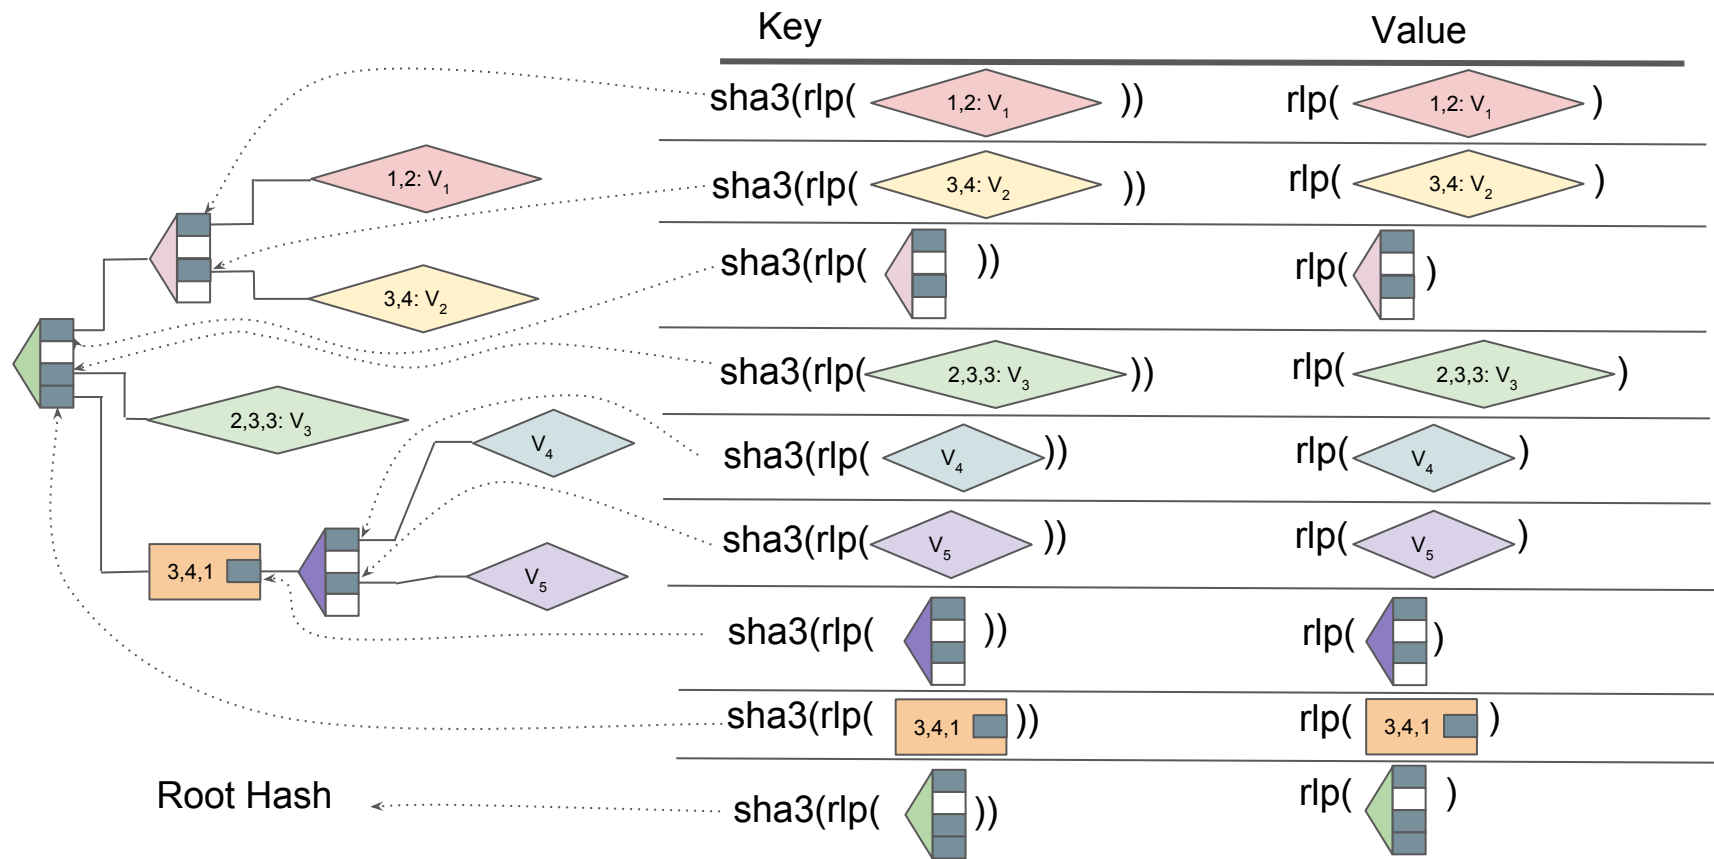 Key Value
sha3(rlp( 1,2: V1 )) rlp( 1,2: V1 )
1,2: V1
sha3(rlp( 3,4: V2 )) rlp( 3,4: V2 )
sha3(rlp( )) rlp( )
3,4: V2
sha3(rlp( 2,3,3: V3 )) rlp( 2,3,3: V3 )
2,3,3: V3
V4
sha3(rlp( V4 )) rlp( V4 )
sha3(rlp( V5 )) rlp( V5 )
3,4,1
V5
sha3(rlp( )) rlp( )
sha3(rlp( 3,4,1 )) rlp( 3,4,1 )
Root Hash
sha3(rlp( )) rlp( )